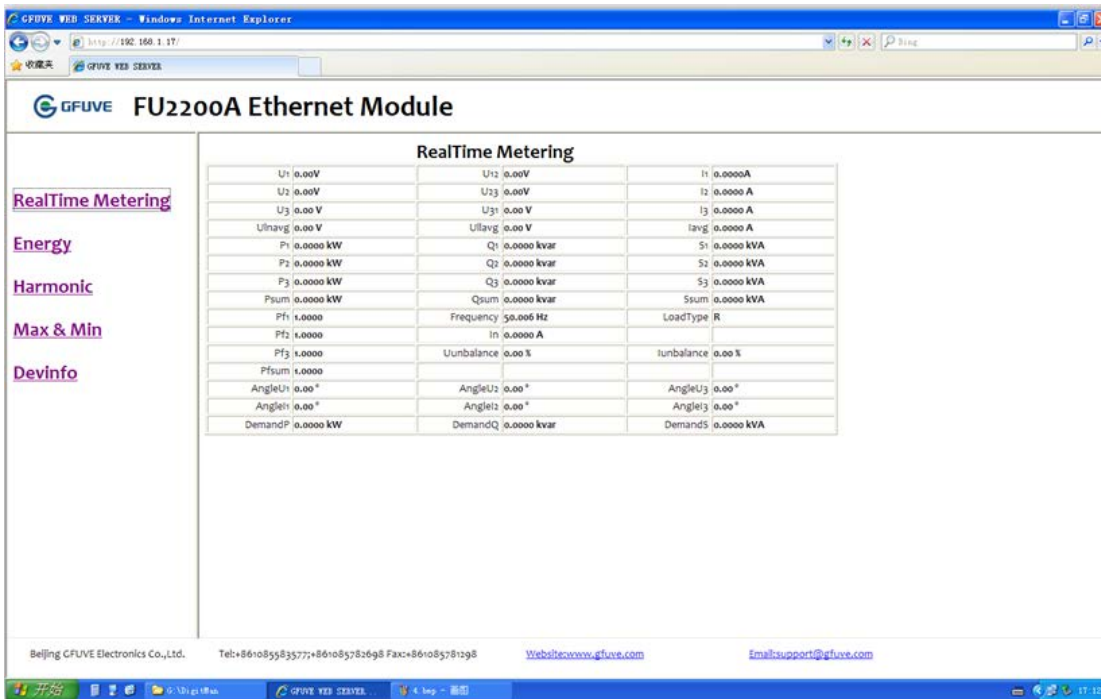 GFUVE WEB SERVER - Windows Internet Explorer
http://192.168.1.17/
Bing
收藏夹 GFUVE WEB SERVER
GFUVE FU2200A Ethernet Module
RealTime Metering
Energy
Harmonic
Max & Min
Devinfo
RealTime Metering
U1 0.00V U12 0.00V I1 0.0000A
U2 0.00V U23 0.00V I2 0.0000 A
U3 0.00 V U31 0.00 V I3 0.0000 A
Ulnavg 0.00 V Ullavg 0.00 V Iavg 0.0000 A
P1 0.0000 kW Q1 0.0000 kvar S1 0.0000 kVA
P2 0.0000 kW Q2 0.0000 kvar S2 0.0000 kVA
P3 0.0000 kW Q3 0.0000 kvar S3 0.0000 kVA
Psum 0.0000 kW Qsum 0.0000 kvar Ssum 0.0000 kVA
Pf1 1.0000 Frequency 50.006 Hz LoadType R
Pf2 1.0000 In 0.0000 A
Pf3 1.0000 Uunbalance 0.00 % Iunbalance 0.00 %
Pfsum 1.0000
AngleU1 0.00 ° AngleU2 0.00 ° AngleU3 0.00 °
AngleI1 0.00 ° AngleI2 0.00 ° AngleI3 0.00 °
DemandP 0.0000 kW DemandQ 0.0000 kvar DemandS 0.0000 kVA
Beijing GFUVE Electronics Co.,Ltd. Tel:+861085583577;+861085782698 Fax:+861085781298 Website:www.gfuve.com Email:support@gfuve.com
开始 G:\DigitMan GFUVE WEB SERVER... 4.bmp - 画图 17:12